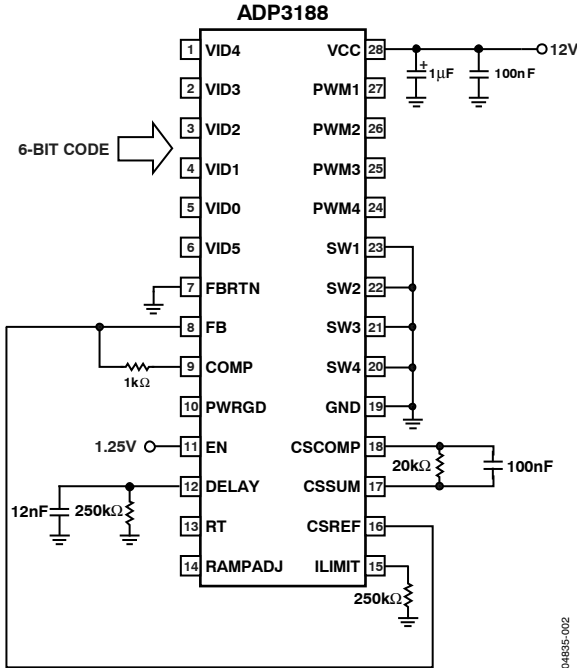 ADP3188
1 VID4 VCC 28 12V
+ 1µF 100nF
2 VID3 PWM1 27
3 VID2 PWM2 26
6-BIT CODE
4 VID1 PWM3 25
5 VID0 PWM4 24
6 VID5 SW1 23
7 FBRTN SW2 22
8 FB SW3 21
9 COMP SW4 20
1kΩ
10 PWRGD GND 19
1.25V 11 EN CSCOMP 18
20kΩ 100nF
12 DELAY CSSUM 17
12nF 250kΩ
13 RT CSREF 16
14 RAMPADJ ILIMIT 15
250kΩ
04835-002